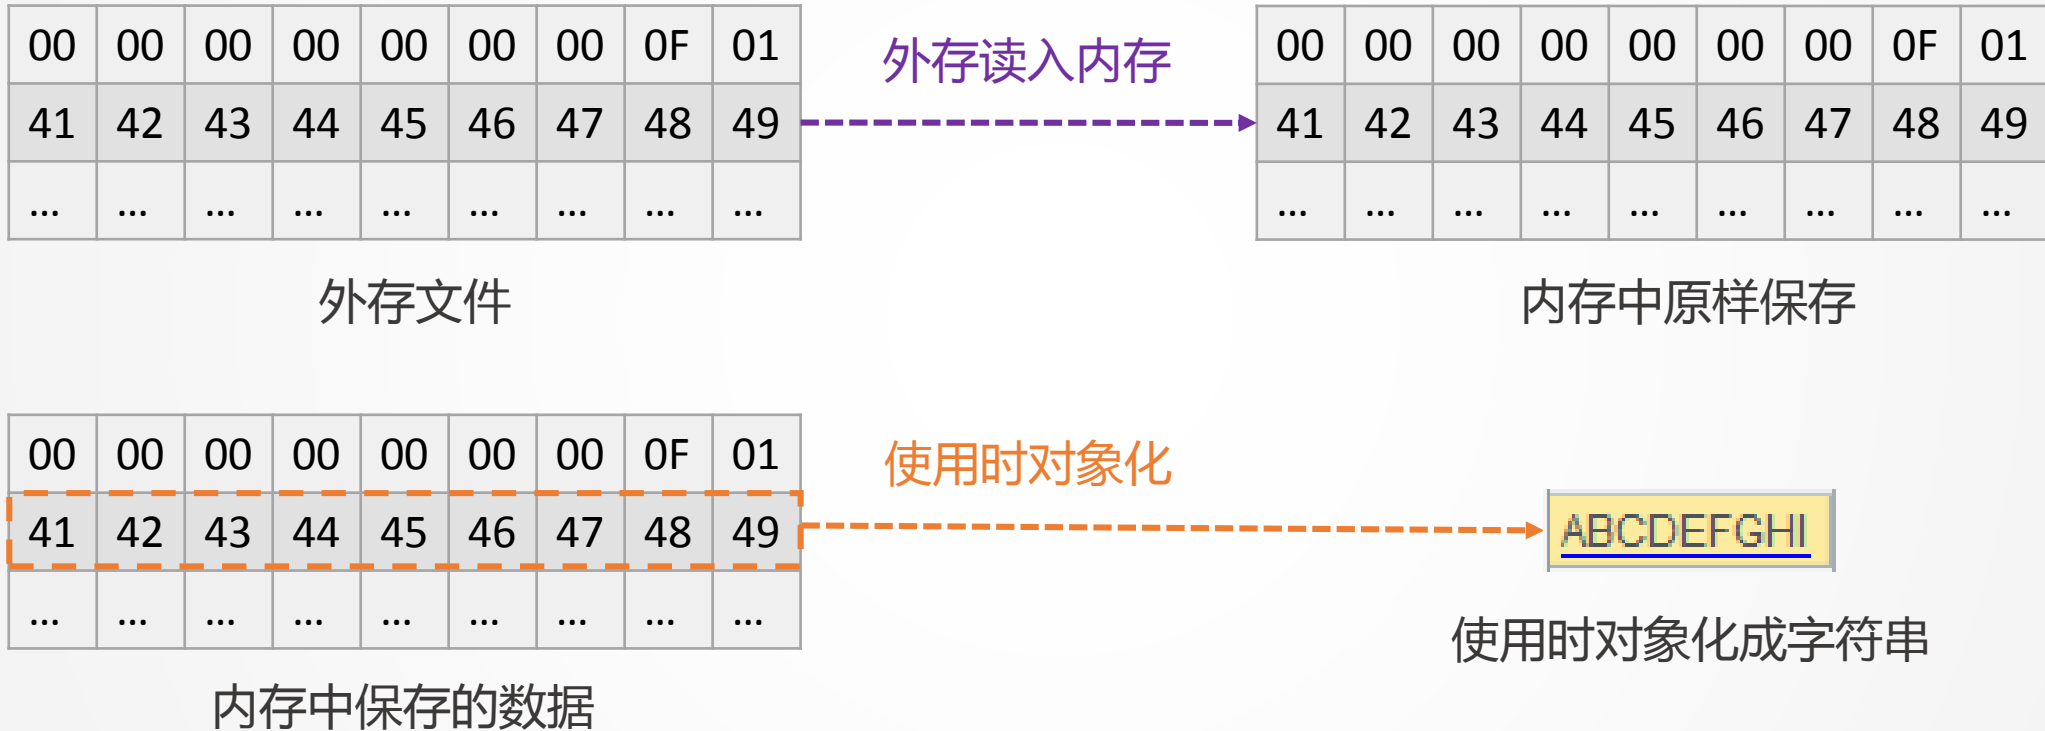 00 00 00 00 00 00 00 0F 01
41 42 43 44 45 46 47 48 49
... ... ... ... ... ... ... ... ...
外存文件
外存读入内存
00 00 00 00 00 00 00 0F 01
41 42 43 44 45 46 47 48 49
... ... ... ... ... ... ... ... ...
内存中原样保存
00 00 00 00 00 00 00 0F 01
41 42 43 44 45 46 47 48 49
... ... ... ... ... ... ... ... ...
内存中保存的数据
使用时对象化
ABCDEFGHI
使用时对象化成字符串